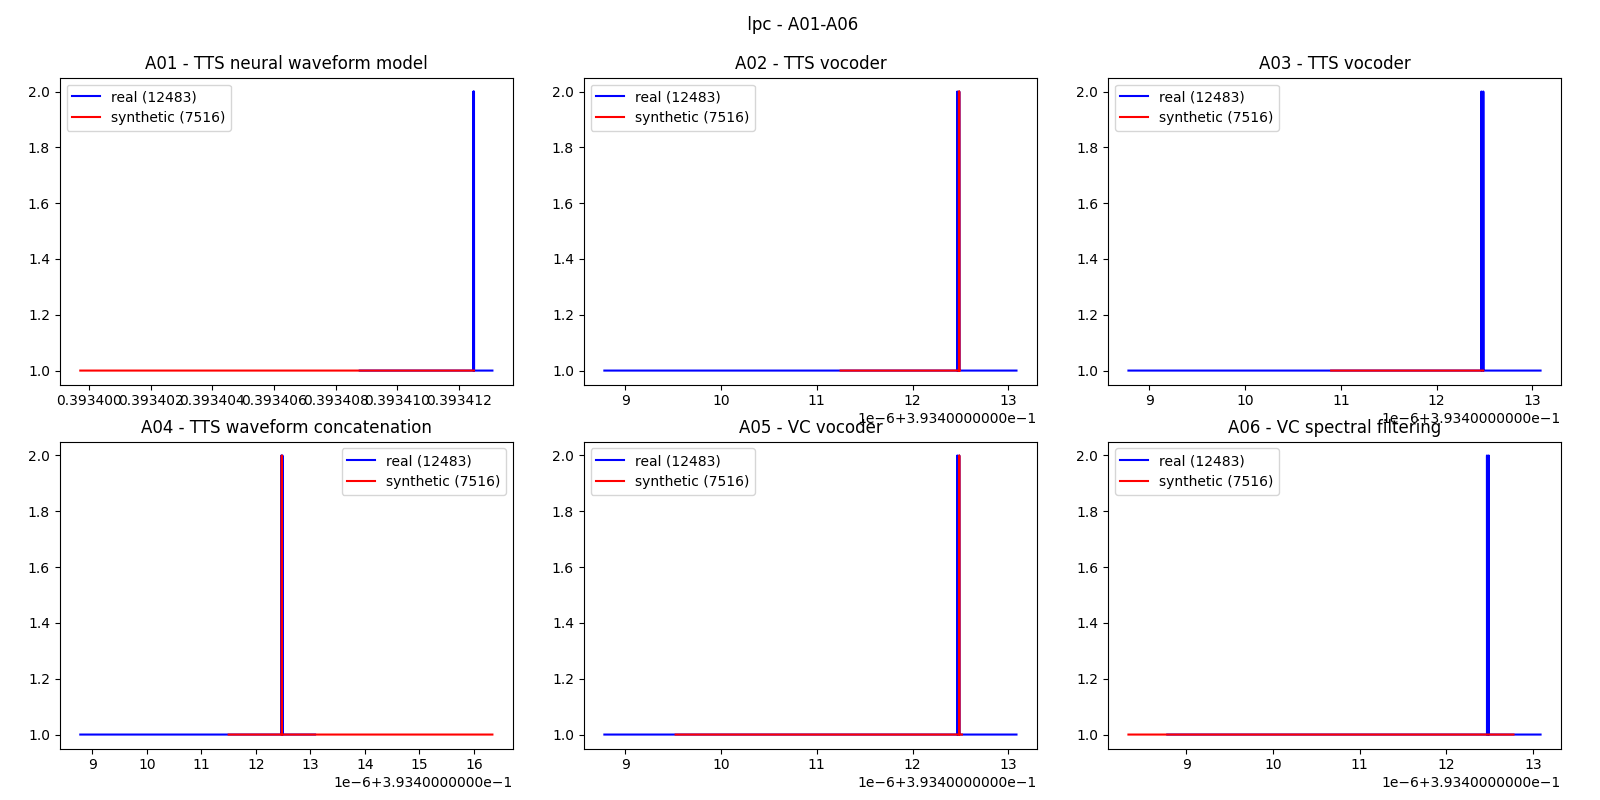 lpc - A01-A06
A01 - TTS neural waveform model
real (12483)
synthetic (7516)
2.0
1.8
1.6
1.4
1.2
1.0
0.393400 0.393402 0.393404 0.393406 0.393408 0.393410 0.393412
A02 - TTS vocoder
real (12483)
synthetic (7516)
2.0
1.8
1.6
1.4
1.2
1.0
9 10 11 12 13
1e−6+3.9340000000e−1
A03 - TTS vocoder
real (12483)
synthetic (7516)
2.0
1.8
1.6
1.4
1.2
1.0
9 10 11 12 13
1e−6+3.9340000000e−1
A04 - TTS waveform concatenation
real (12483)
synthetic (7516)
2.0
1.8
1.6
1.4
1.2
1.0
9 10 11 12 13 14 15 16
1e−6+3.9340000000e−1
A05 - VC vocoder
real (12483)
synthetic (7516)
2.0
1.8
1.6
1.4
1.2
1.0
9 10 11 12 13
1e−6+3.9340000000e−1
A06 - VC spectral filtering
real (12483)
synthetic (7516)
2.0
1.8
1.6
1.4
1.2
1.0
9 10 11 12 13
1e−6+3.9340000000e−1